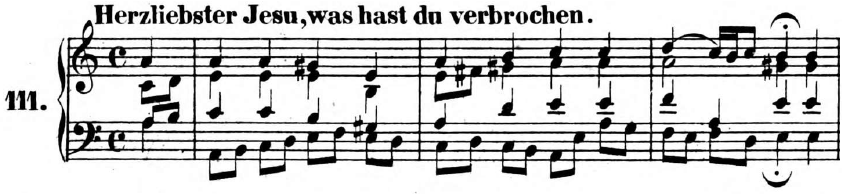 Herzliebster Jesu, was hast du verbrochen.
111.